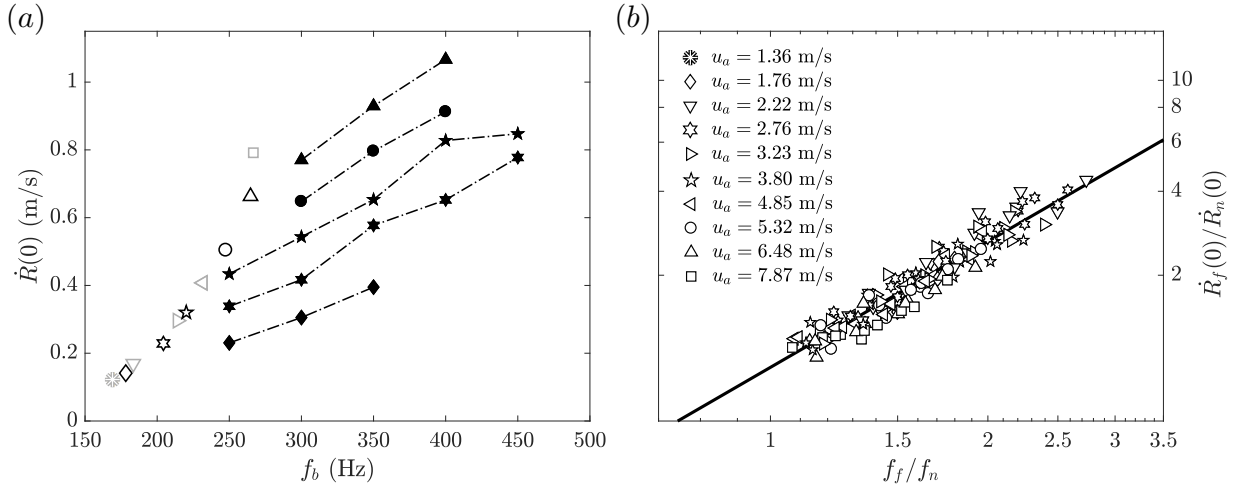 (a)
1
0.8
0.6
0.4
0.2
0
150 200 250 300 350 400 450 500
Ṙ(0) (m/s)
f_b (Hz)
(b)
u_a = 1.36 m/s
u_a = 1.76 m/s
u_a = 2.22 m/s
u_a = 2.76 m/s
u_a = 3.23 m/s
u_a = 3.80 m/s
u_a = 4.85 m/s
u_a = 5.32 m/s
u_a = 6.48 m/s
u_a = 7.87 m/s
10
8
6
4
2
1 1.5 2 2.5 3 3.5
Ṙ_f(0)/Ṙ_n(0)
f_f/f_n